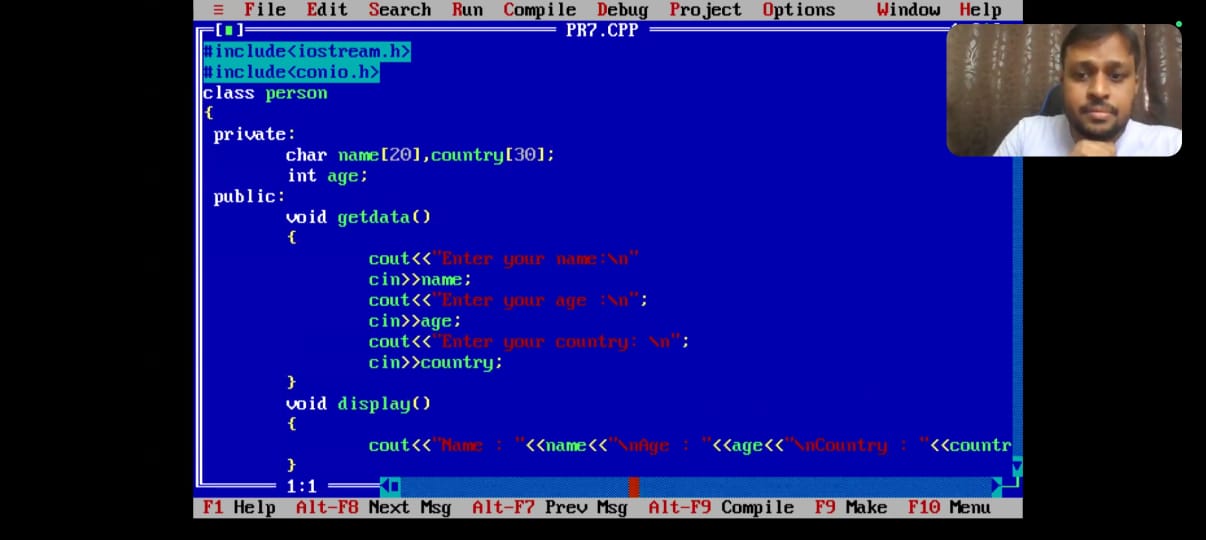 ≡ File Edit Search Run Compile Debug Project Options Window Help
[■] PR7.CPP
#include<iostream.h>
#include<conio.h>
class person
{
private:
char name[20],country[30];
int age;
public:
void getdata()
{
cout<<"Enter your name:\n"
cin>>name;
cout<<"Enter your age :\n";
cin>>age;
cout<<"Enter your country: \n";
cin>>country;
}
void display()
{
cout<<"Name : "<<name<<"\nAge : "<<age<<"\nCountry : "<<countr
}
1:1
F1 Help Alt-F8 Next Msg Alt-F7 Prev Msg Alt-F9 Compile F9 Make F10 Menu